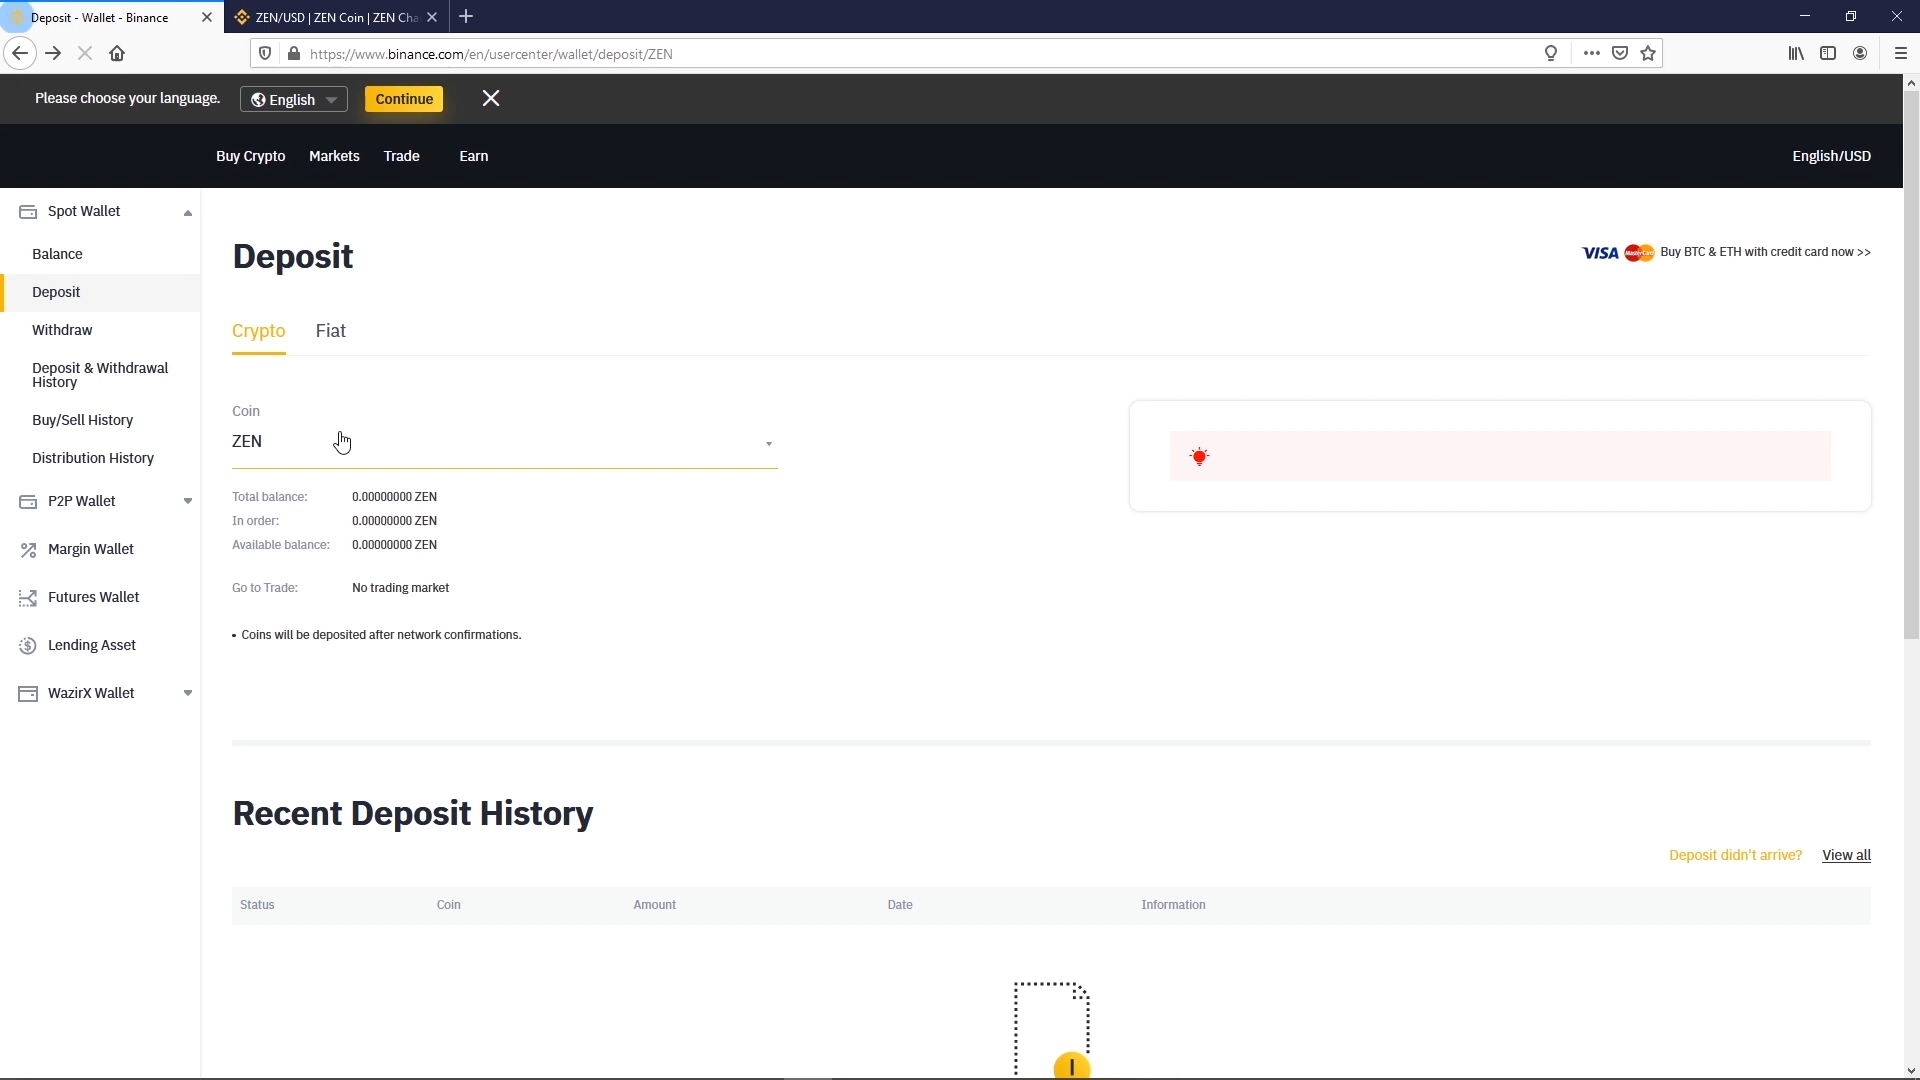 Deposit - Wallet - Binance
ZEN/USD | ZEN Coin | ZEN Cha
https://www.binance.com/en/usercenter/wallet/deposit/ZEN
Please choose your language.
English
Continue
Buy Crypto
Markets
Trade
Earn
English/USD
Spot Wallet
Balance
Deposit
Withdraw
Deposit & Withdrawal
History
Buy/Sell History
Distribution History
P2P Wallet
Margin Wallet
Futures Wallet
Lending Asset
WazirX Wallet
Deposit
VISA MasterCard Buy BTC & ETH with credit card now >>
Crypto
Fiat
Coin
ZEN
Total balance: 0.00000000 ZEN
In order: 0.00000000 ZEN
Available balance: 0.00000000 ZEN
Go to Trade: No trading market
• Coins will be deposited after network confirmations.
Recent Deposit History
Deposit didn't arrive?
View all
Status
Coin
Amount
Date
Information